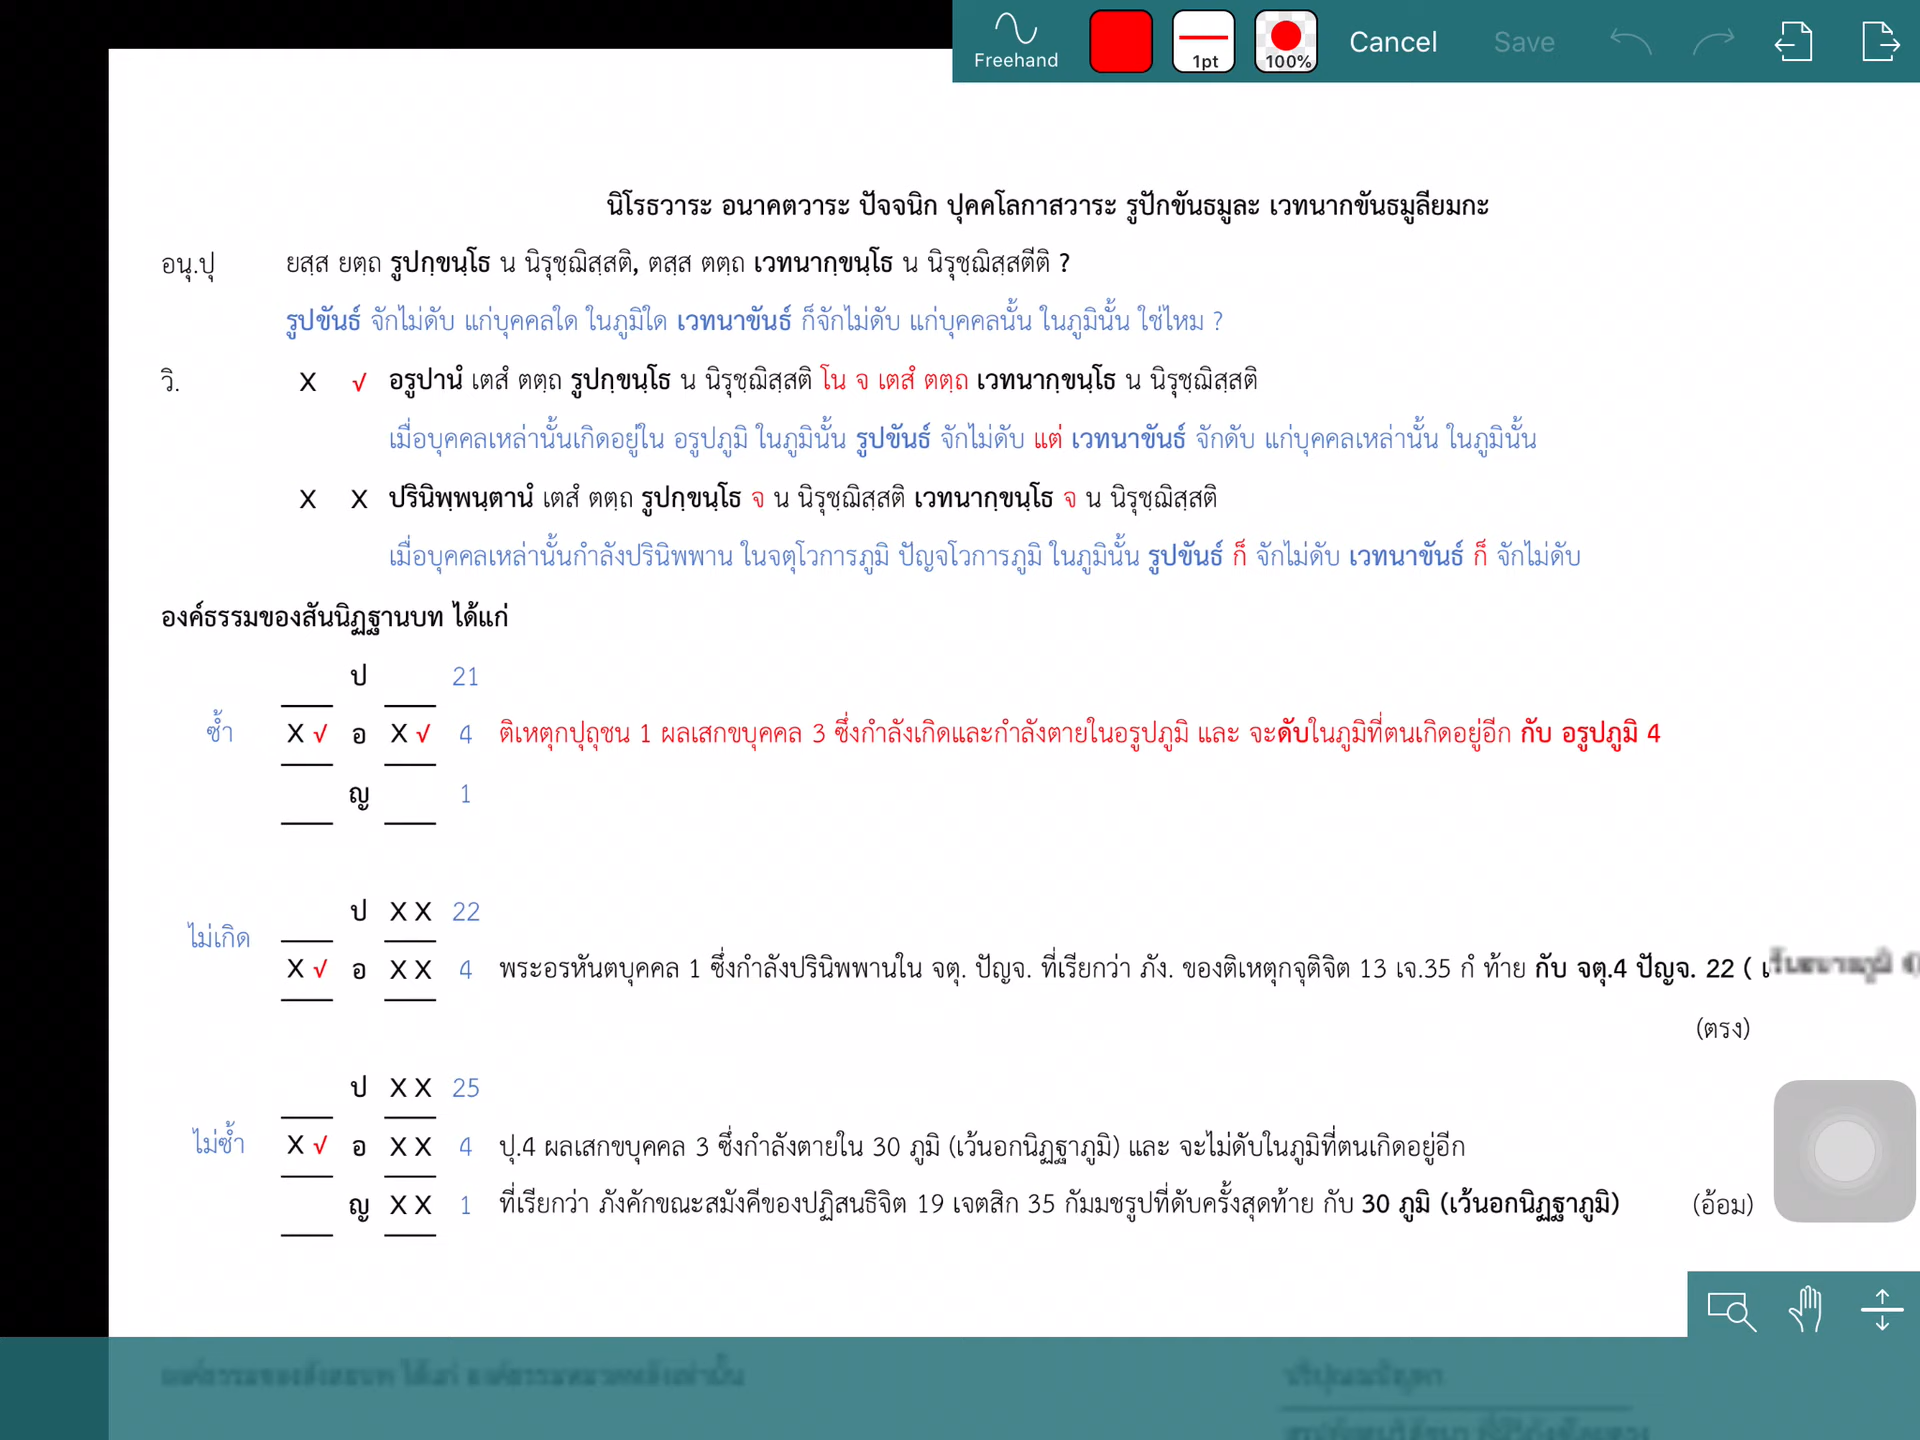 Freehand 1pt 100% Cancel Save
นิโรธวาระ อนาคตวาระ ปัจจนิก ปุคคโลกาสวาระ รูปักขันธมูละ เวทนากขันธมูลียมกะ
อนุ.ปุ ยสฺส ยตฺถ รูปกฺขนฺโธ น นิรุชฺฌิสฺสติ, ตสฺส ตตฺถ เวทนากฺขนฺโธ น นิรุชฺฌิสฺสตีติ ?
รูปขันธ์ จักไม่ดับ แก่บุคคลใด ในภูมิใด เวทนาขันธ์ ก็จักไม่ดับ แก่บุคคลนั้น ในภูมินั้น ใช่ไหม ?
วิ. X √ อรูปานํ เตสํ ตตฺถ รูปกฺขนฺโธ น นิรุชฺฌิสฺสติ โน จ เตสํ ตตฺถ เวทนากฺขนฺโธ น นิรุชฺฌิสฺสติ
เมื่อบุคคลเหล่านั้นเกิดอยู่ใน อรูปภูมิ ในภูมินั้น รูปขันธ์ จักไม่ดับ แต่ เวทนาขันธ์ จักดับ แก่บุคคลเหล่านั้น ในภูมินั้น
X X ปรินิพฺพนฺตานํ เตสํ ตตฺถ รูปกฺขนฺโธ จ น นิรุชฺฌิสฺสติ เวทนากฺขนฺโธ จ น นิรุชฺฌิสฺสติ
เมื่อบุคคลเหล่านั้นกำลังปรินิพพาน ในจตุโวการภูมิ ปัญจโวการภูมิ ในภูมินั้น รูปขันธ์ ก็ จักไม่ดับ เวทนาขันธ์ ก็ จักไม่ดับ
องค์ธรรมของสันนิฏฐานบท ได้แก่
ป 21
ซ้ำ X √ อ X √ 4 ติเหตุกปุถุชน 1 ผลเสกขบุคคล 3 ซึ่งกำลังเกิดและกำลังตายในอรูปภูมิ และ จะดับในภูมิที่ตนเกิดอยู่อีก กับ อรูปภูมิ 4
ญ 1
ป X X 22
ไม่เกิด
X √ อ X X 4 พระอรหันตบุคคล 1 ซึ่งกำลังปรินิพพานใน จตุ. ปัญจ. ที่เรียกว่า ภัง. ของติเหตุกจุติจิต 13 เจ.35 กํ ท้าย กับ จตุ.4 ปัญจ. 22 (
(ตรง)
ป X X 25
ไม่ซ้ำ X √ อ X X 4 ปุ.4 ผลเสกขบุคคล 3 ซึ่งกำลังตายใน 30 ภูมิ (เว้นอกนิฏฐาภูมิ) และ จะไม่ดับในภูมิที่ตนเกิดอยู่อีก
ญ X X 1 ที่เรียกว่า ภังคักขณะสมังคีของปฏิสนธิจิต 19 เจตสิก 35 กัมมชรูปที่ดับครั้งสุดท้าย กับ 30 ภูมิ (เว้นอกนิฏฐาภูมิ) (อ้อม)